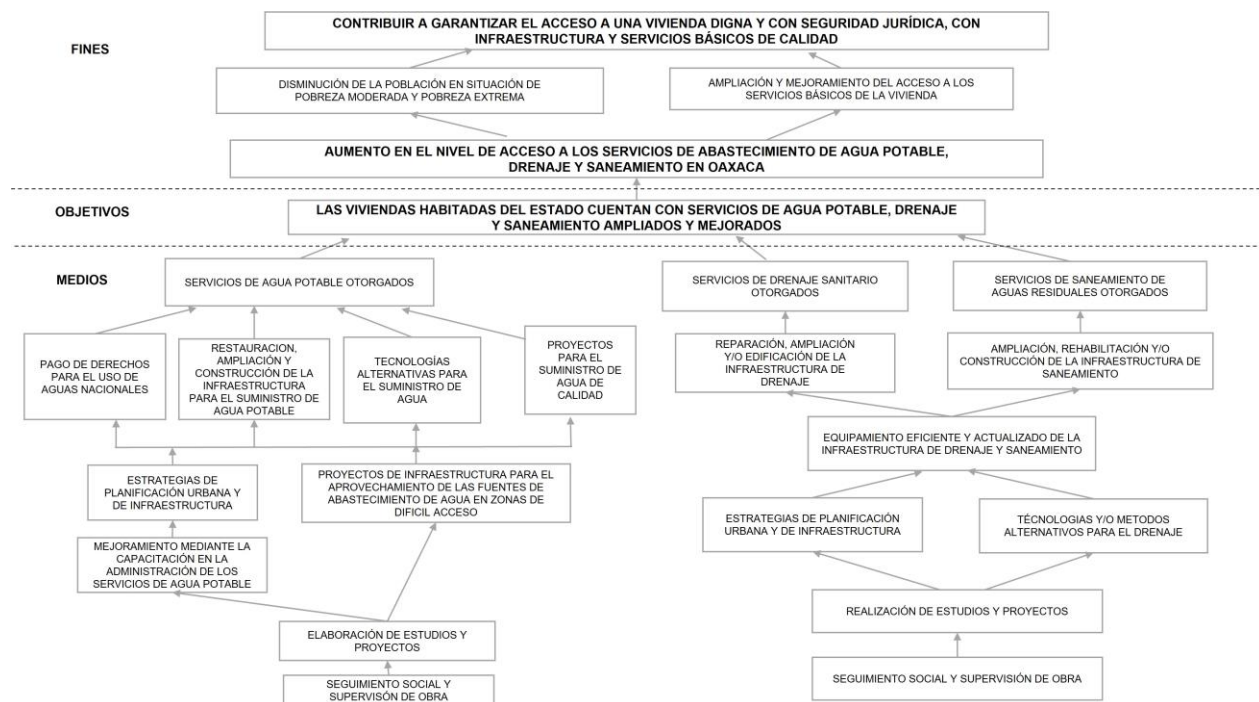 CONTRIBUIR A GARANTIZAR EL ACCESO A UNA VIVIENDA DIGNA Y CON SEGURIDAD JURÍDICA, CON
INFRAESTRUCTURA Y SERVICIOS BÁSICOS DE CALIDAD
FINES
DISMINUCIÓN DE LA POBLACIÓN EN SITUACIÓN DE
POBREZA MODERADA Y POBREZA EXTREMA
AMPLIACIÓN Y MEJORAMIENTO DEL ACCESO A LOS
SERVICIOS BÁSICOS DE LA VIVIENDA
AUMENTO EN EL NIVEL DE ACCESO A LOS SERVICIOS DE ABASTECIMIENTO DE AGUA POTABLE,
DRENAJE Y SANEAMIENTO EN OAXACA
OBJETIVOS
LAS VIVIENDAS HABITADAS DEL ESTADO CUENTAN CON SERVICIOS DE AGUA POTABLE, DRENAJE
Y SANEAMIENTO AMPLIADOS Y MEJORADOS
MEDIOS
SERVICIOS DE AGUA POTABLE OTORGADOS
SERVICIOS DE DRENAJE SANITARIO
OTORGADOS
SERVICIOS DE SANEAMIENTO DE
AGUAS RESIDUALES OTORGADOS
PAGO DE DERECHOS
PARA EL USO DE
AGUAS NACIONALES
RESTAURACION,
AMPLIACIÓN Y
CONSTRUCCIÓN DE LA
INFRAESTRUCTURA
PARA EL SUMINISTRO DE
AGUA POTABLE
TECNOLOGÍAS
ALTERNATIVAS PARA
EL SUMINISTRO DE
AGUA
PROYECTOS
PARA EL
SUMINISTRO DE
AGUA DE
CALIDAD
REPARACIÓN, AMPLIACIÓN
Y/O EDIFICACIÓN DE LA
INFRAESTRUCTURA DE
DRENAJE
AMPLIACIÓN, REHABILITACIÓN Y/O
CONSTRUCCIÓN DE LA INFRAESTRUCTURA DE
SANEAMIENTO
EQUIPAMIENTO EFICIENTE Y ACTUALIZADO DE LA
INFRAESTRUCTURA DE DRENAJE Y SANEAMIENTO
ESTRATEGIAS DE
PLANIFICACIÓN URBANA Y
DE INFRAESTRUCTURA
PROYECTOS DE INFRAESTRUCTURA PARA EL
APROVECHAMIENTO DE LAS FUENTES DE
ABASTECIMIENTO DE AGUA EN ZONAS DE
DIFICIL ACCESO
ESTRATEGIAS DE PLANIFICACIÓN
URBANA Y DE INFRAESTRUCTURA
TÉCNOLOGIAS Y/O METODOS
ALTERNATIVOS PARA EL DRENAJE
MEJORAMIENTO MEDIANTE LA
CAPACITACIÓN EN LA
ADMINISTRACIÓN DE LOS
SERVICIOS DE AGUA POTABLE
REALIZACIÓN DE ESTUDIOS Y PROYECTOS
ELABORACIÓN DE ESTUDIOS Y
PROYECTOS
SEGUIMIENTO SOCIAL Y SUPERVISIÓN DE OBRA
SEGUIMIENTO SOCIAL Y
SUPERVISÓN DE OBRA